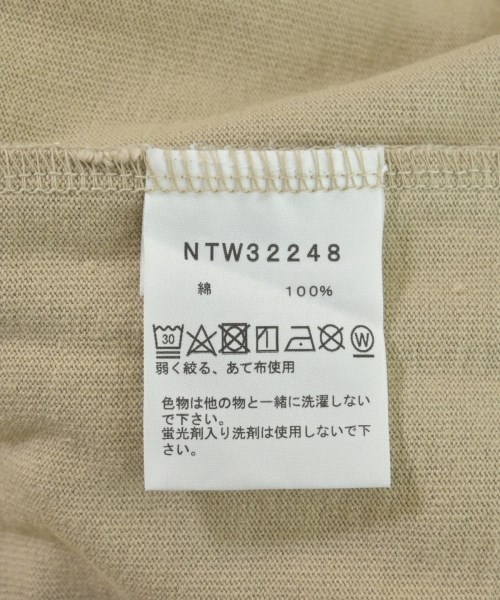 NTW32248
綿 100%
30 W
弱く絞る、あて布使用
色物は他の物と一緒に洗濯しない
で下さい。
蛍光剤入り洗剤は使用しないで下
さい。